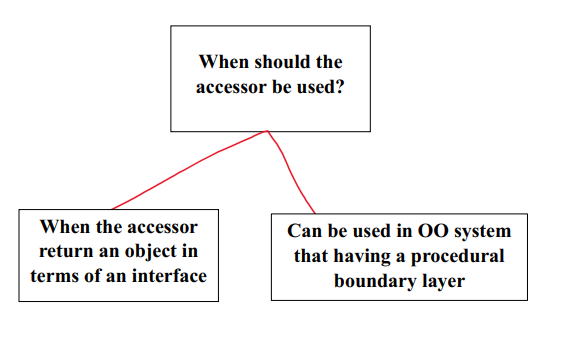 When should the
accessor be used?
When the accessor
return an object in
terms of an interface
Can be used in OO system
that having a procedural
boundary layer